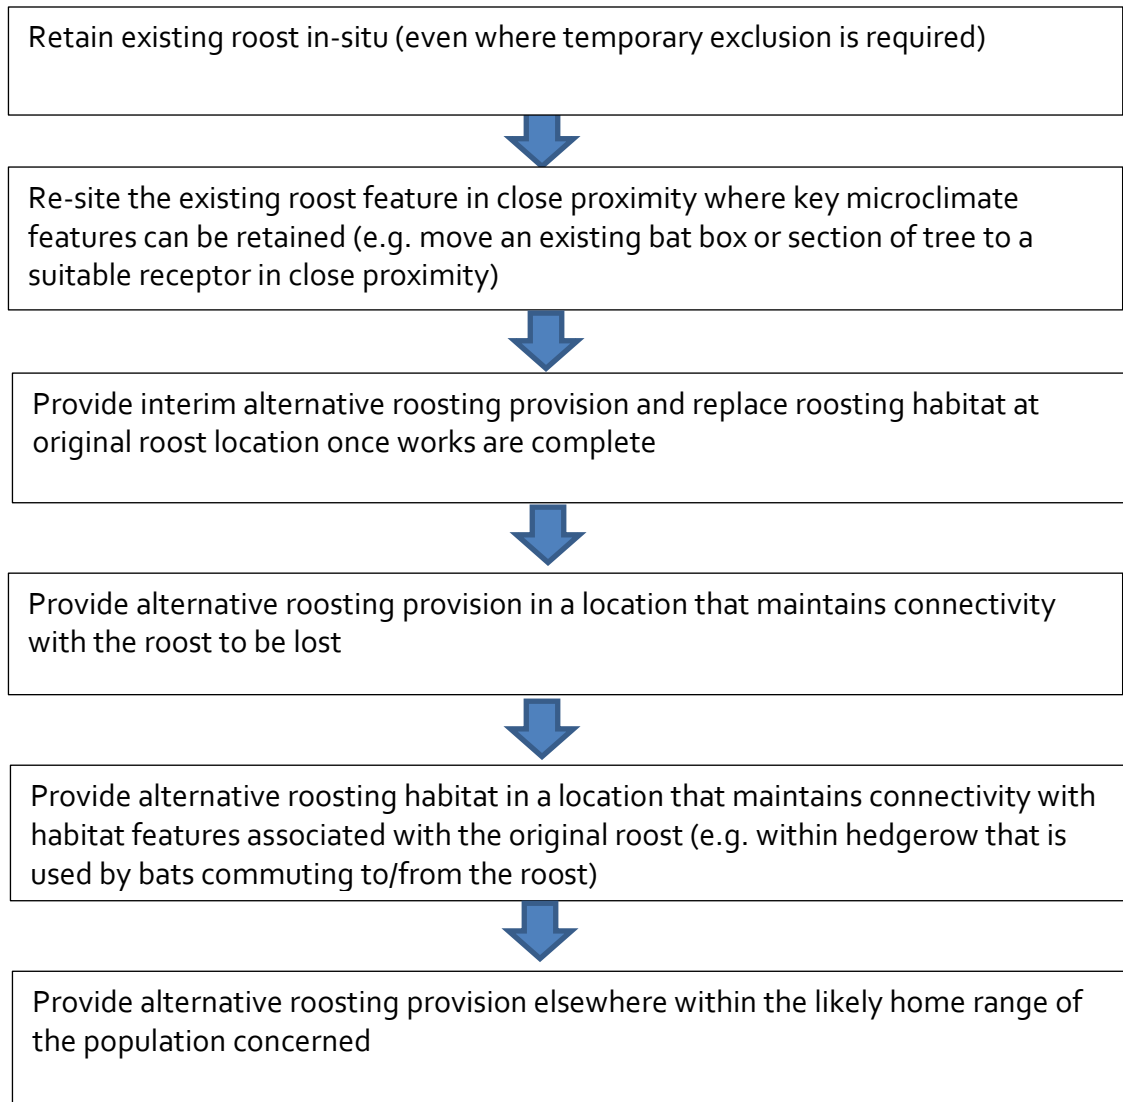 Retain existing roost in-situ (even where temporary exclusion is required)
Re-site the existing roost feature in close proximity where key microclimate
features can be retained (e.g. move an existing bat box or section of tree to a
suitable receptor in close proximity)
Provide interim alternative roosting provision and replace roosting habitat at
original roost location once works are complete
Provide alternative roosting provision in a location that maintains connectivity
with the roost to be lost
Provide alternative roosting habitat in a location that maintains connectivity with
habitat features associated with the original roost (e.g. within hedgerow that is
used by bats commuting to/from the roost)
Provide alternative roosting provision elsewhere within the likely home range of
the population concerned